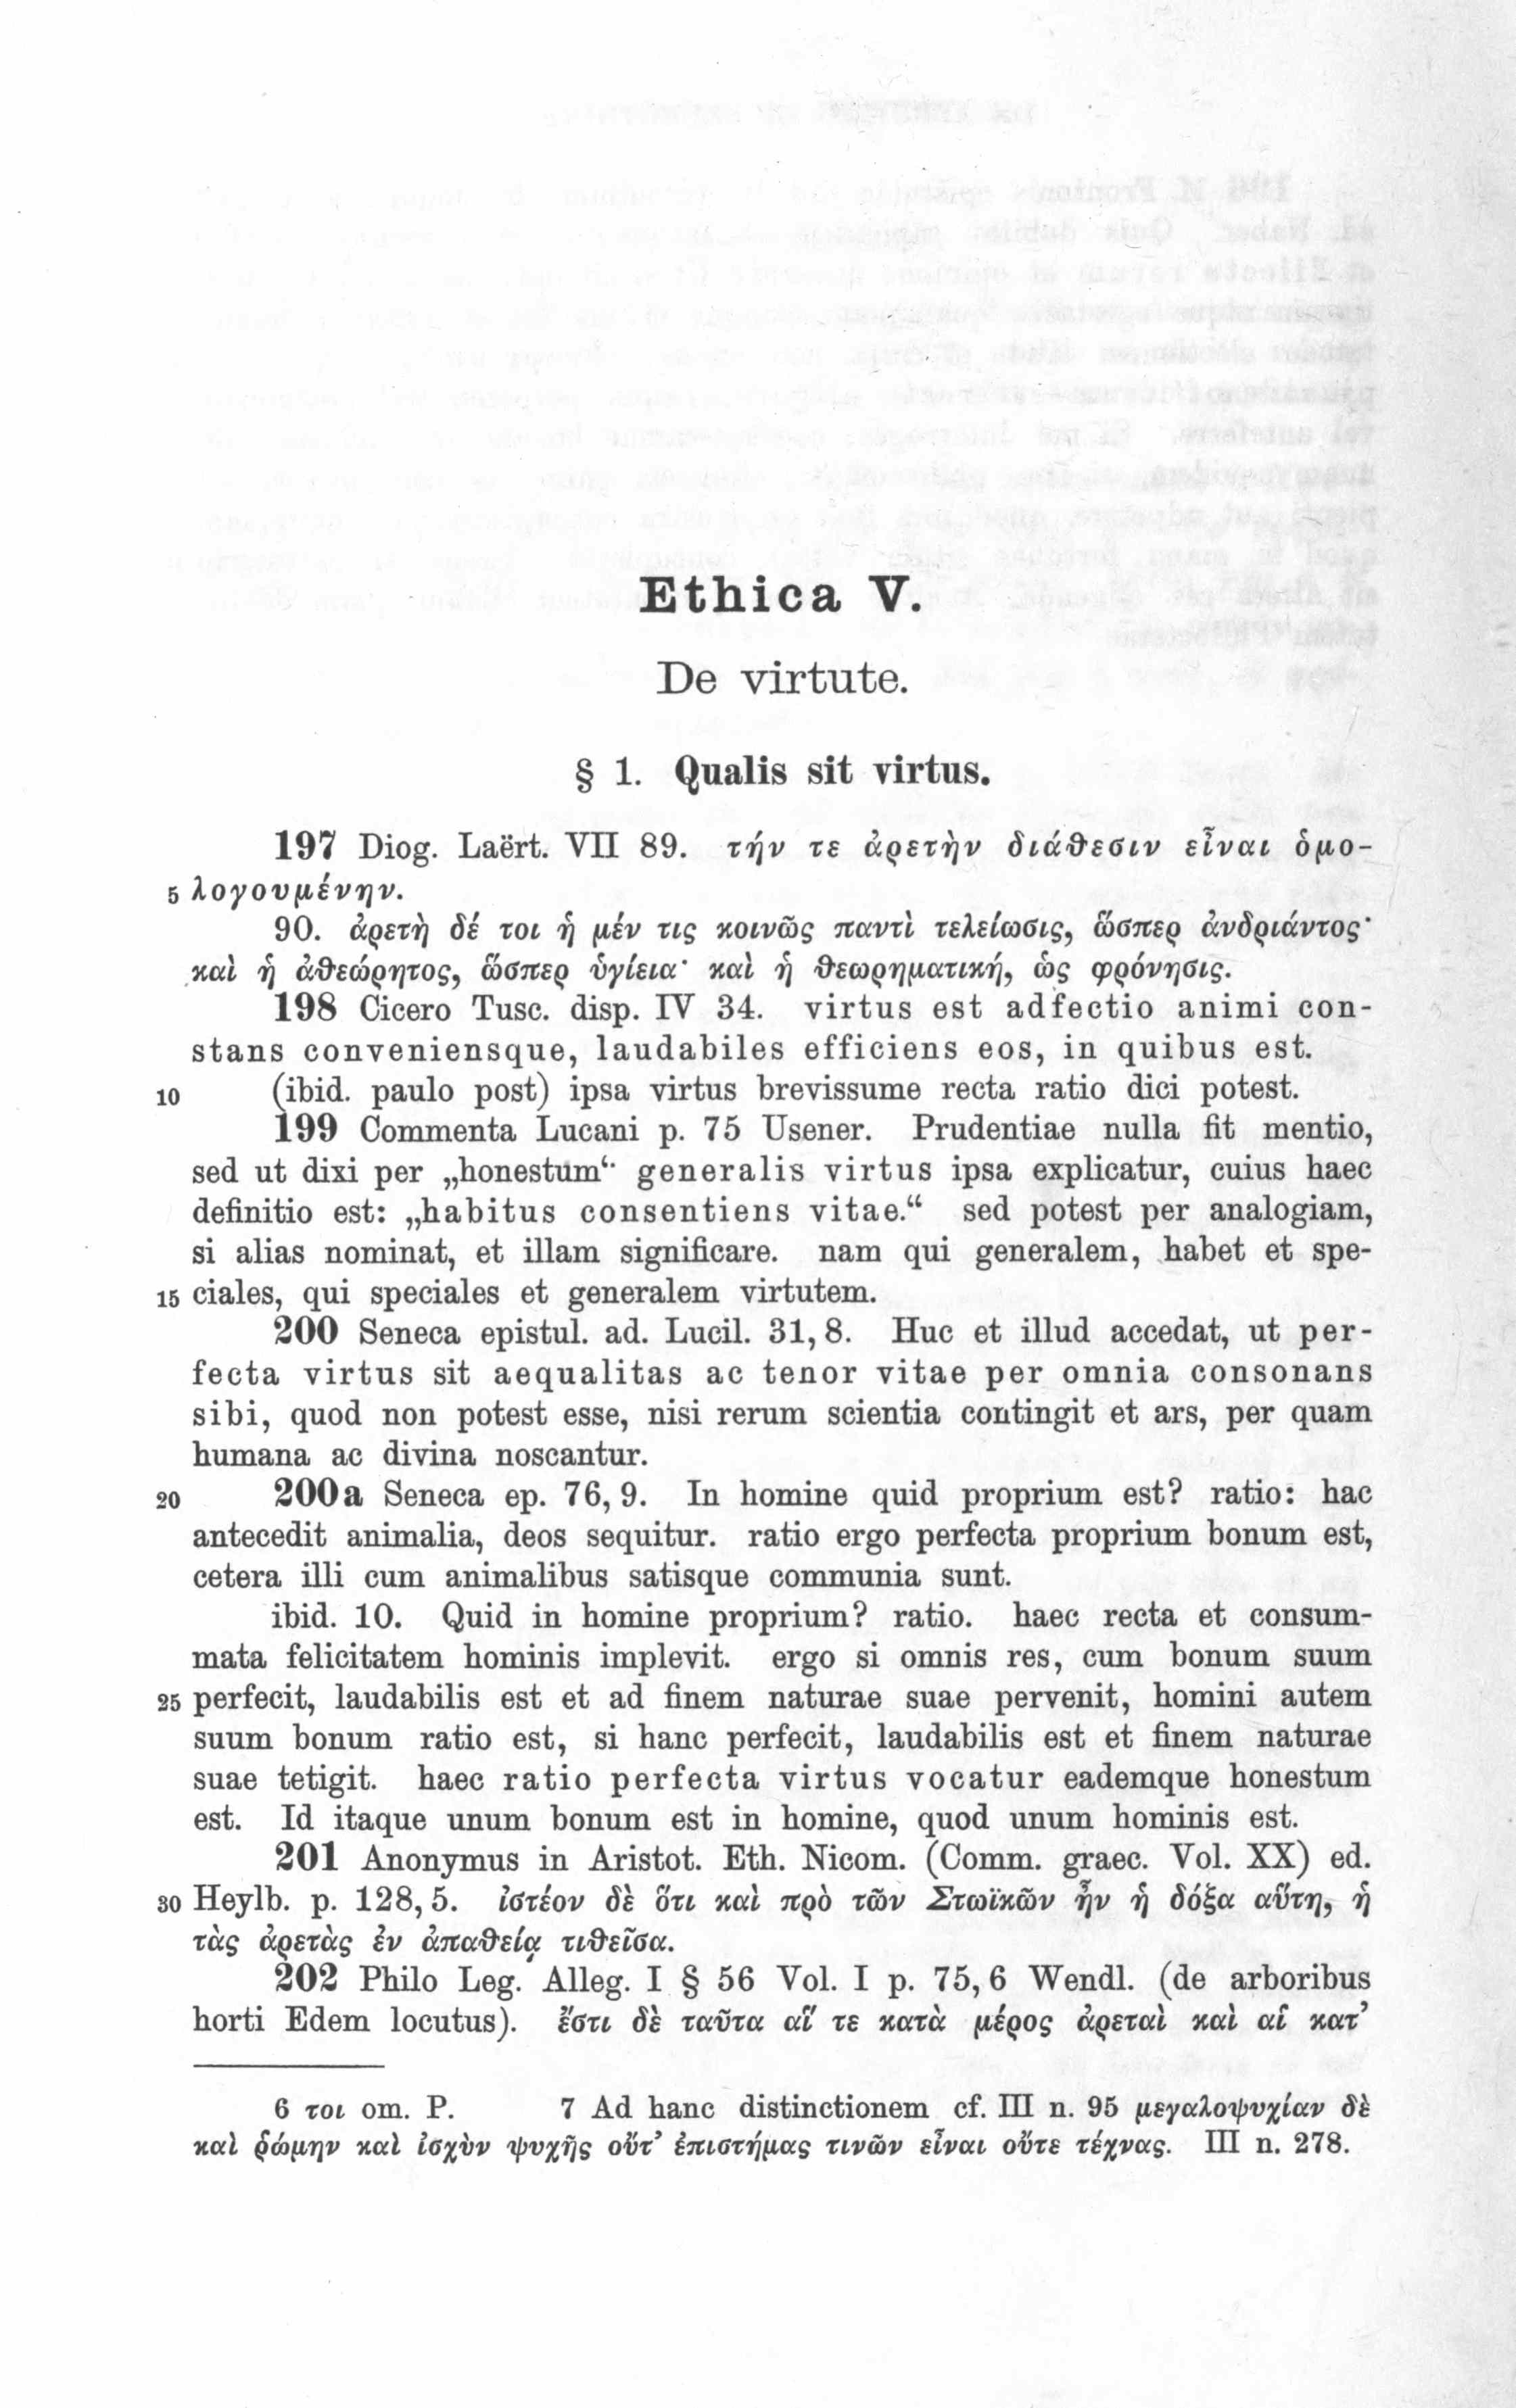 Ethica V.
De virtute.
§ 1. Qualis sit virtus.
197 Diog. Laërt. VII 89. τήν τε ἀρετὴν διάθεσιν εἶναι ὁμο-
5 λογουμένην.
90. ἀρετὴ δέ τοι ἡ μέν τις κοινῶς παντὶ τελείωσις, ὥσπερ ἀνδριάντος·
καὶ ἡ ἀθεώρητος, ὥσπερ ὑγίεια· καὶ ἡ θεωρηματική, ὡς φρόνησις.
198 Cicero Tusc. disp. IV 34. virtus est adfectio animi con-
stans conveniensque, laudabiles efficiens eos, in quibus est.
10 (ibid. paulo post) ipsa virtus brevissume recta ratio dici potest.
199 Commenta Lucani p. 75 Usener. Prudentiae nulla fit mentio,
sed ut dixi per „honestum“ generalis virtus ipsa explicatur, cuius haec
definitio est: „habitus consentiens vitae.“ sed potest per analogiam,
si alias nominat, et illam significare. nam qui generalem, habet et spe-
15 ciales, qui speciales et generalem virtutem.
200 Seneca epistul. ad. Lucil. 31, 8. Huc et illud accedat, ut per-
fecta virtus sit aequalitas ac tenor vitae per omnia consonans
sibi, quod non potest esse, nisi rerum scientia contingit et ars, per quam
humana ac divina noscantur.
20 200a Seneca ep. 76, 9. In homine quid proprium est? ratio: hac
antecedit animalia, deos sequitur. ratio ergo perfecta proprium bonum est,
cetera illi cum animalibus satisque communia sunt.
ibid. 10. Quid in homine proprium? ratio. haec recta et consum-
mata felicitatem hominis implevit. ergo si omnis res, cum bonum suum
25 perfecit, laudabilis est et ad finem naturae suae pervenit, homini autem
suum bonum ratio est, si hanc perfecit, laudabilis est et finem naturae
suae tetigit. haec ratio perfecta virtus vocatur eademque honestum
est. Id itaque unum bonum est in homine, quod unum hominis est.
201 Anonymus in Aristot. Eth. Nicom. (Comm. graec. Vol. XX) ed.
30 Heylb. p. 128, 5. ἰστέον δὲ ὅτι καὶ πρὸ τῶν Στωϊκῶν ἦν ἡ δόξα αὕτη, ἡ
τὰς ἀρετὰς ἐν ἀπαθείᾳ τιθεῖσα.
202 Philo Leg. Alleg. I § 56 Vol. I p. 75, 6 Wendl. (de arboribus
horti Edem locutus). ἔστι δὲ ταῦτα αἵ τε κατὰ μέρος ἀρεταὶ καὶ αἱ κατ’
6 τοι om. P. 7 Ad hanc distinctionem cf. III n. 95 μεγαλοψυχίαν δὲ
καὶ ῥώμην καὶ ἰσχὺν ψυχῆς οὔτ’ ἐπιστήμας τινῶν εἶναι οὔτε τέχνας. III n. 278.